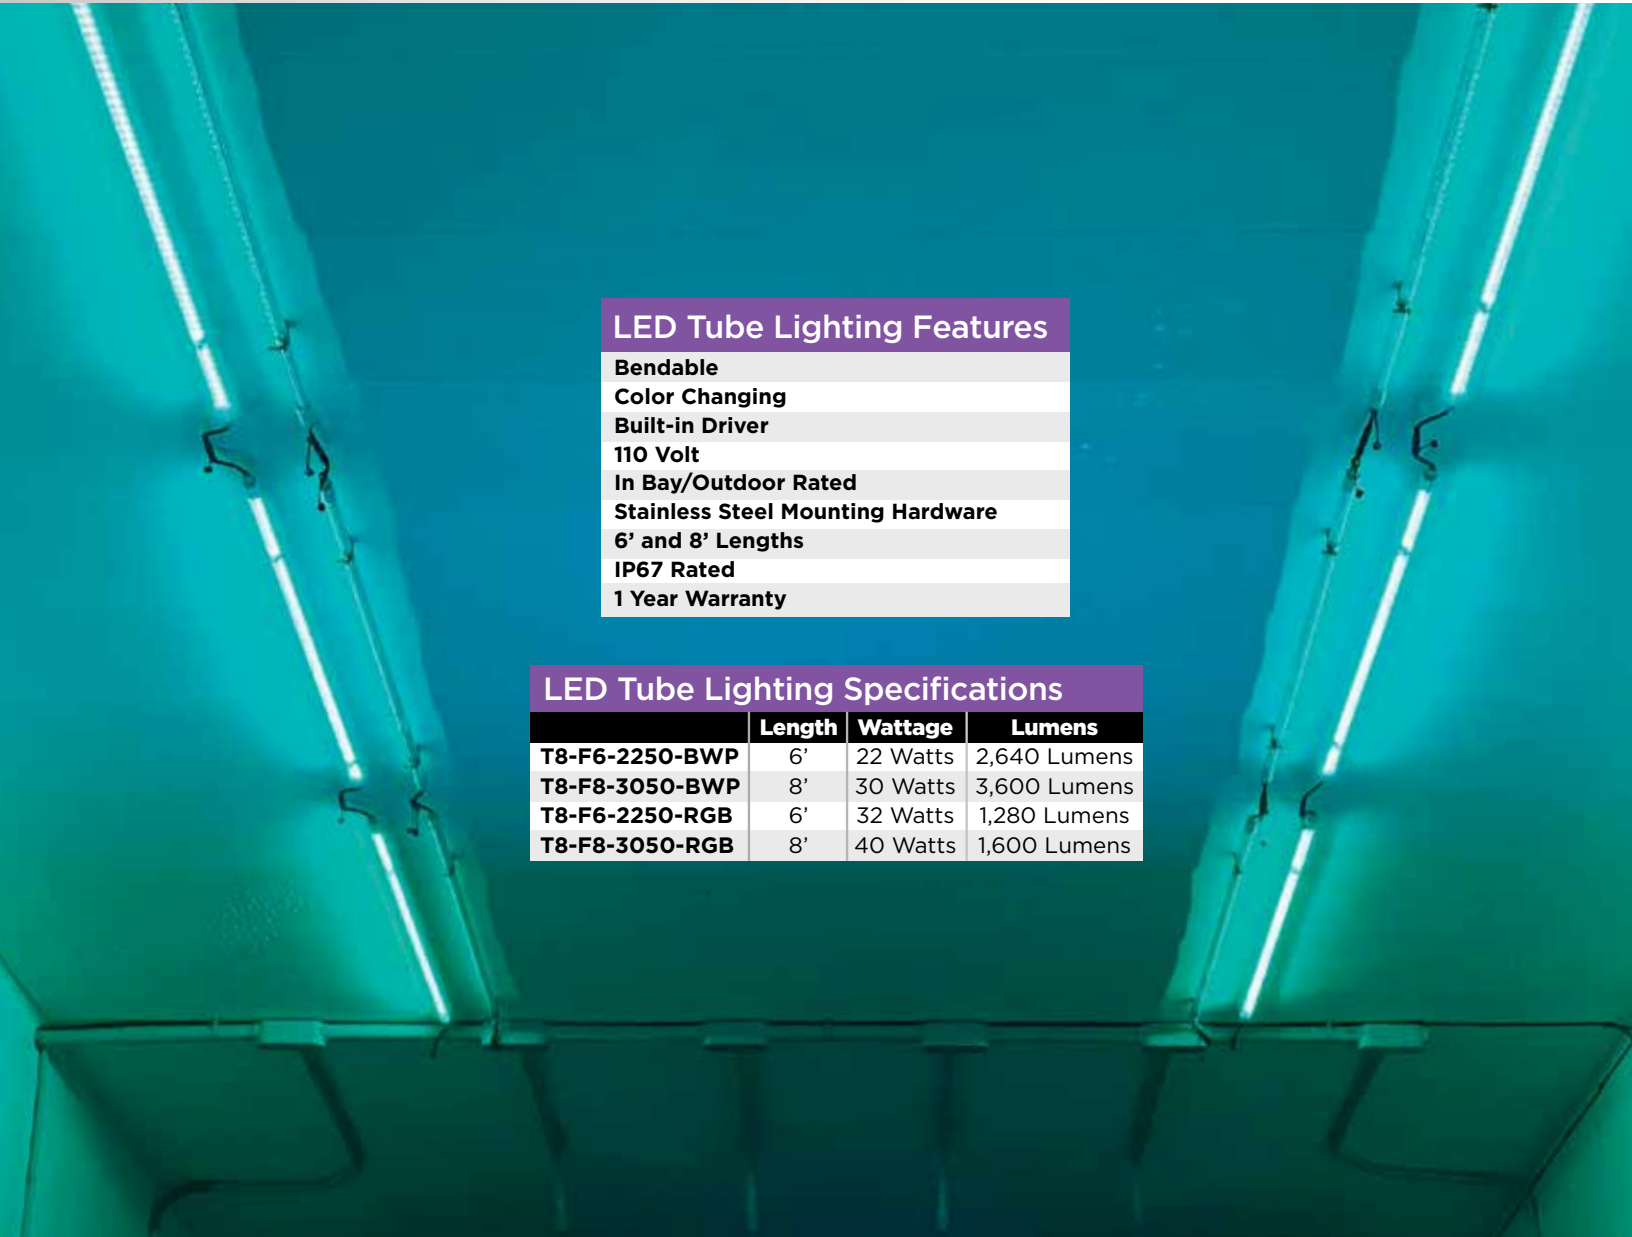 LED Tube Lighting Features
Bendable
Color Changing
Built-in Driver
110 Volt
In Bay/Outdoor Rated
Stainless Steel Mounting Hardware
6’ and 8’ Lengths
IP67 Rated
1 Year Warranty
LED Tube Lighting Specifications
Length Wattage Lumens
T8-F6-2250-BWP 6’ 22 Watts 2,640 Lumens
T8-F8-3050-BWP 8’ 30 Watts 3,600 Lumens
T8-F6-2250-RGB 6’ 32 Watts 1,280 Lumens
T8-F8-3050-RGB 8’ 40 Watts 1,600 Lumens